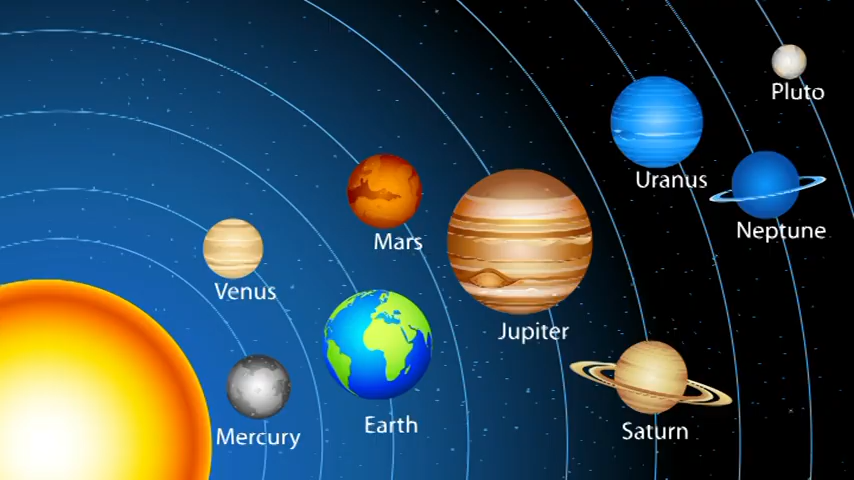 Pluto
Uranus
Neptune
Mars
Venus
Jupiter
Earth
Saturn
Mercury